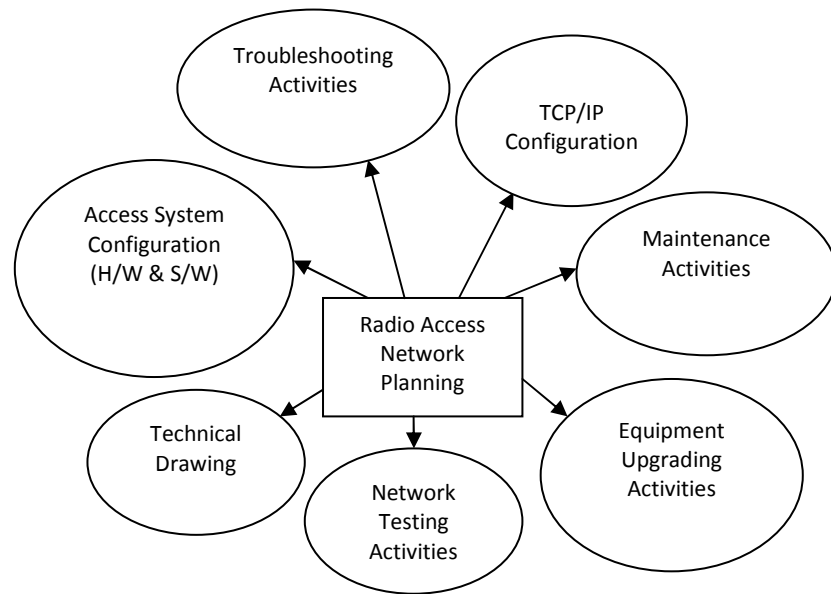 Troubleshooting
Activities
TCP/IP
Configuration
Access System
Configuration
(H/W & S/W)
Maintenance
Activities
Radio Access
Network
Planning
Technical
Drawing
Equipment
Upgrading
Activities
Network
Testing
Activities